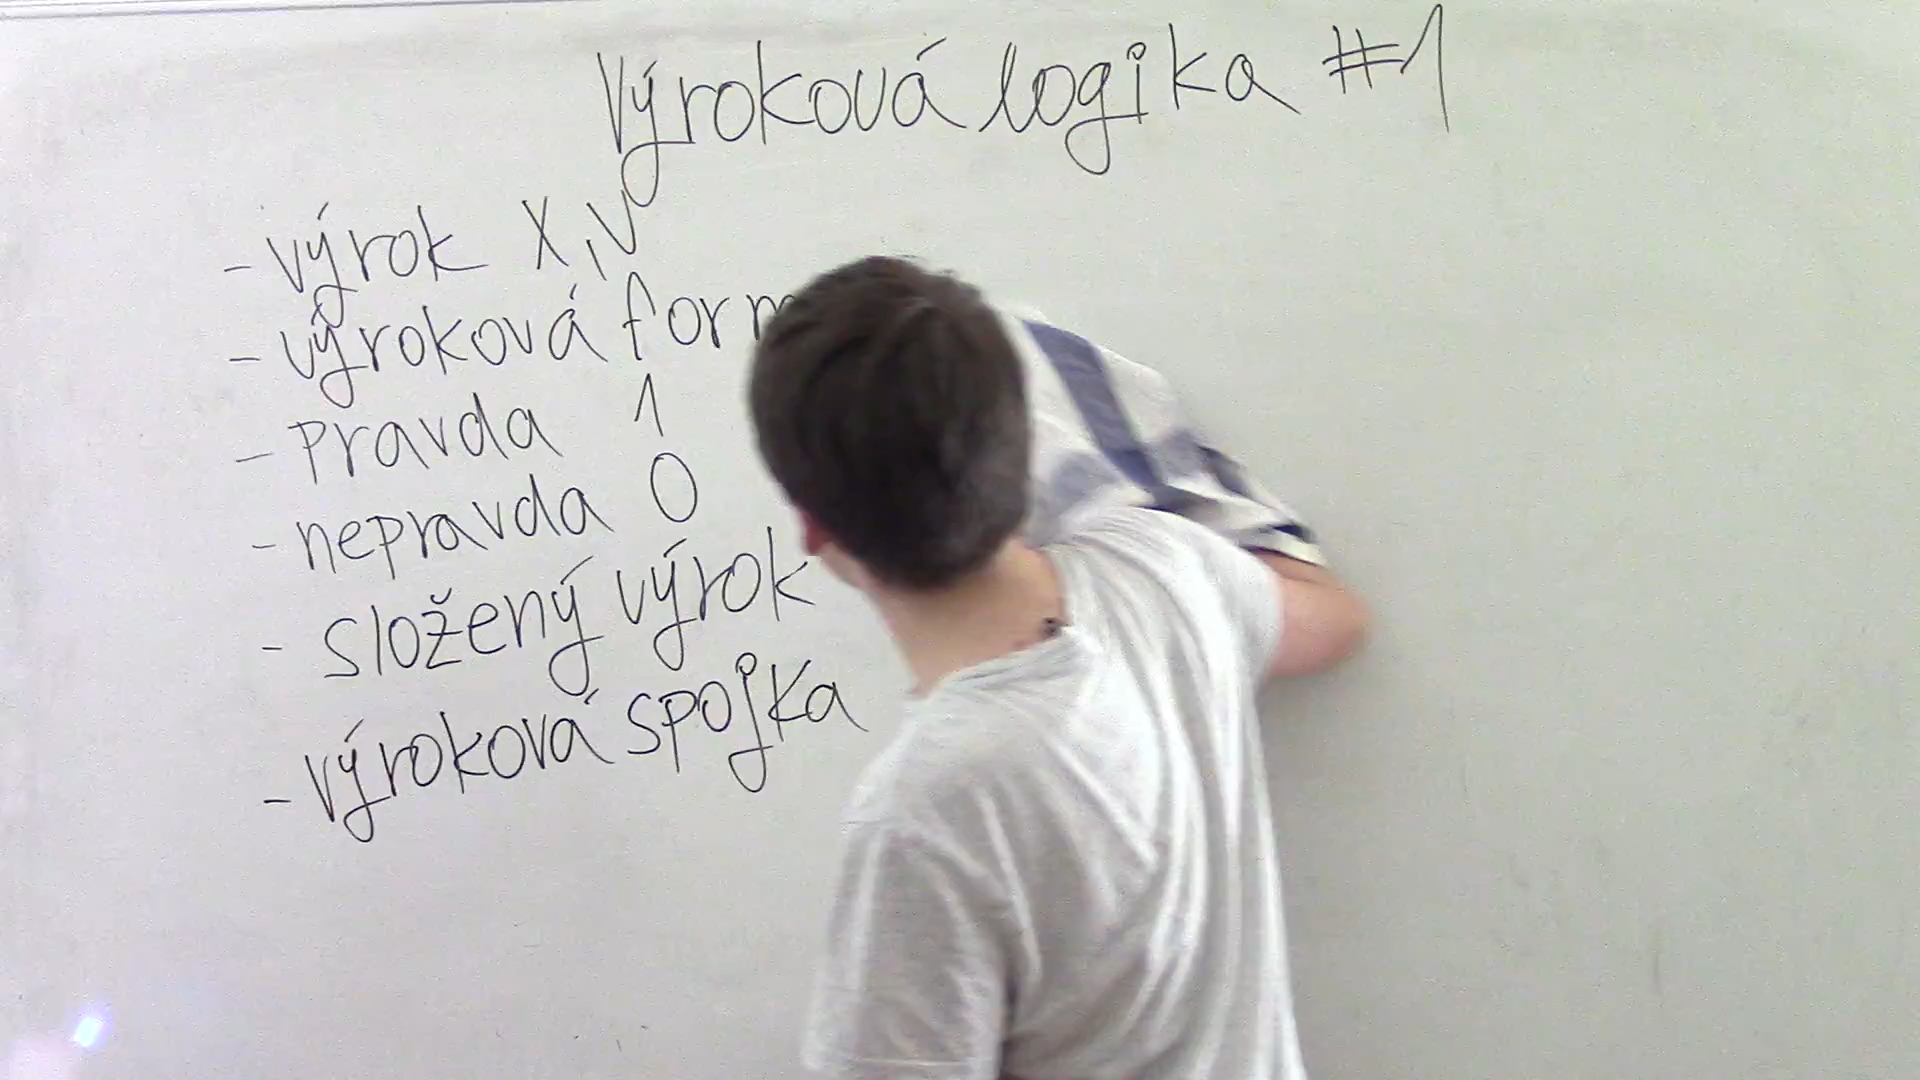 Výroková logika #1
- výrok X, V
- výroková form
- pravda 1
- nepravda 0
- složený výrok
- výroková spojka